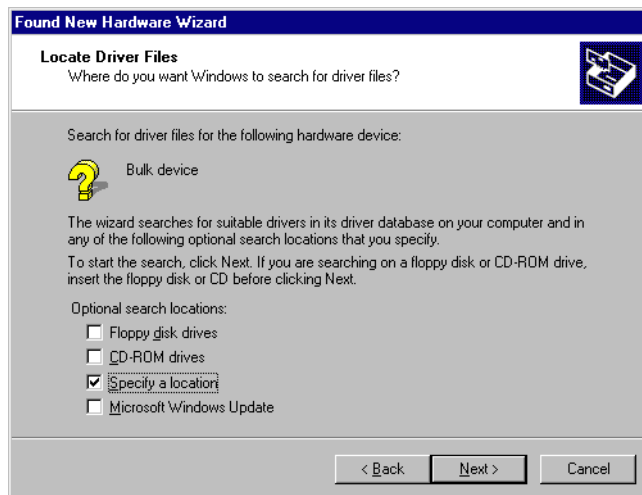 Found New Hardware Wizard
Locate Driver Files
Where do you want Windows to search for driver files?
Search for driver files for the following hardware device:
Bulk device
The wizard searches for suitable drivers in its driver database on your computer and in
any of the following optional search locations that you specify.
To start the search, click Next. If you are searching on a floppy disk or CD-ROM drive,
insert the floppy disk or CD before clicking Next.
Optional search locations:
Floppy disk drives
CD-ROM drives
Specify a location
Microsoft Windows Update
< Back Next > Cancel